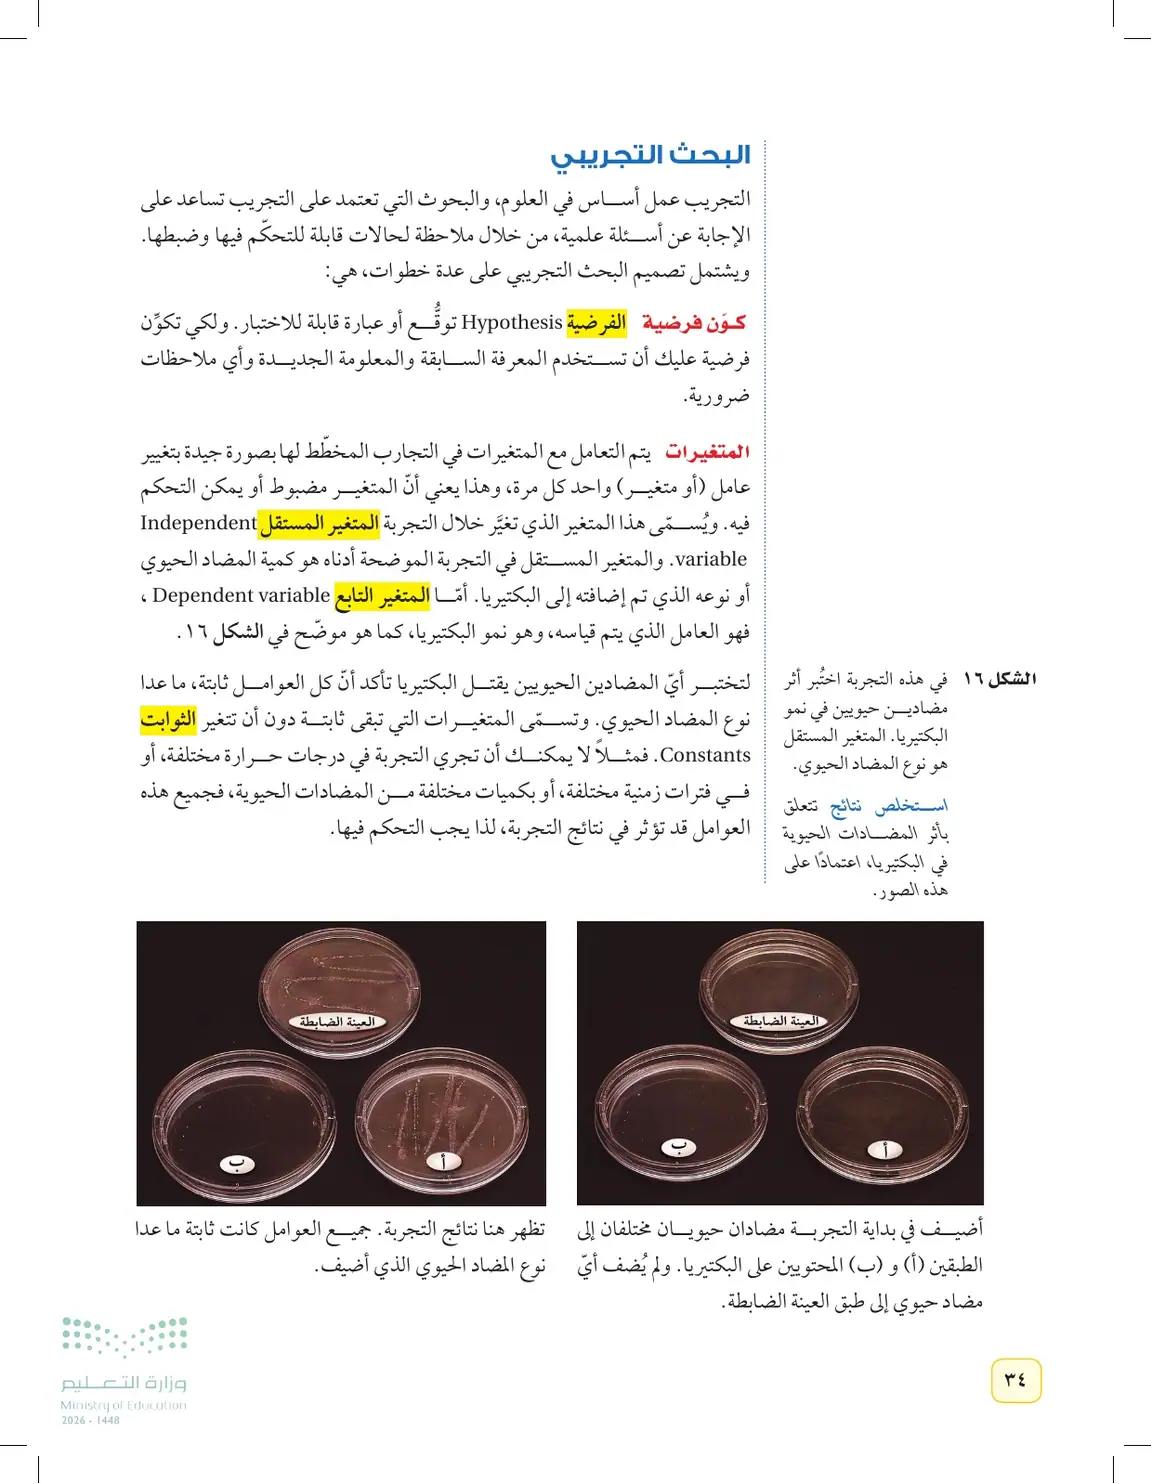 البحث التجريبي
التجريب عمل أساس في العلوم، والبحوث التي تعتمد على التجريب تساعد على
الإجابة عن أسئلة علمية، من خلال ملاحظة لحالات قابلة للتحكّم فيها وضبطها.
ويشتمل تصميم البحث التجريبي على عدة خطوات، هي:
كوَن فرضية الفرضية Hypothesis توقُّع أو عبارة قابلة للاختبار. ولكي تكوِّن
فرضية عليك أن تستخدم المعرفة السابقة والمعلومة الجديدة وأي ملاحظات
ضرورية.
المتغيرات يتم التعامل مع المتغيرات في التجارب المخطّط لها بصورة جيدة بتغيير
عامل (أو متغير) واحد كل مرة، وهذا يعني أنّ المتغير مضبوط أو يمكن التحكم
فيه. ويُسمّى هذا المتغير الذي تغيَّر خلال التجربة المتغير المستقل Independent
variable. والمتغير المستقل في التجربة الموضحة أدناه هو كمية المضاد الحيوي
أو نوعه الذي تم إضافته إلى البكتيريا. أمّا المتغير التابع Dependent variable ،
فهو العامل الذي يتم قياسه، وهو نمو البكتيريا، كما هو موضّح في الشكل ١٦.
لتختبر أيّ المضادين الحيويين يقتل البكتيريا تأكد أنّ كل العوامل ثابتة، ما عدا
نوع المضاد الحيوي. وتسمّى المتغيرات التي تبقى ثابتة دون أن تتغير الثوابت
Constants. فمثلاً لا يمكنك أن تجري التجربة في درجات حرارة مختلفة، أو
في فترات زمنية مختلفة، أو بكميات مختلفة من المضادات الحيوية، فجميع هذه
العوامل قد تؤثر في نتائج التجربة، لذا يجب التحكم فيها.
الشكل ١٦ في هذه التجربة اختُبر أثر
مضادين حيويين في نمو
البكتيريا. المتغير المستقل
هو نوع المضاد الحيوي.
استخلص نتائج تتعلق
بأثر المضادات الحيوية
في البكتيريا، اعتمادًا على
هذه الصور.
العينة الضابطة
أ
ب
العينة الضابطة
أ
ب
أضيف في بداية التجربة مضادان حيويان مختلفان إلى
الطبقين (أ) و (ب) المحتويين على البكتيريا. ولم يُضف أيّ
مضاد حيوي إلى طبق العينة الضابطة.
تظهر هنا نتائج التجربة. جميع العوامل كانت ثابتة ما عدا
نوع المضاد الحيوي الذي أضيف.
وزارة التعليم
Ministry of Education
2026 - 1448
٣٤